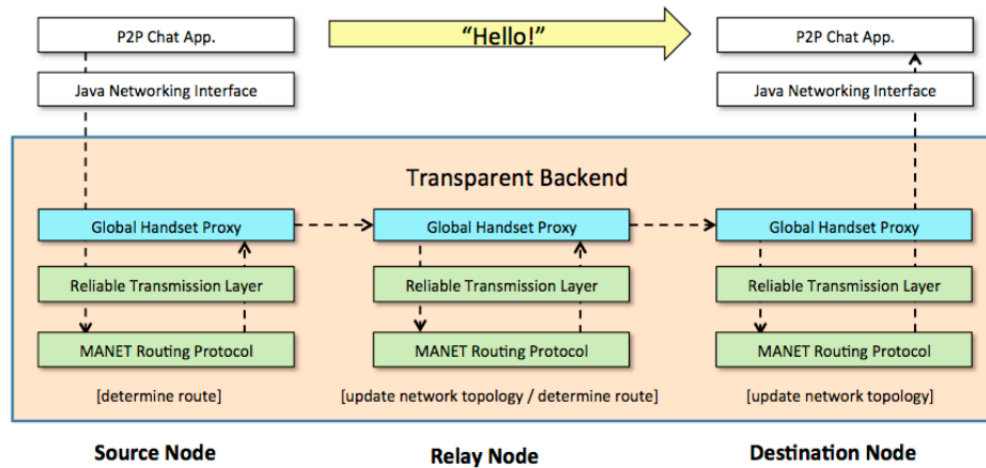 P2P Chat App.
“Hello!”
P2P Chat App.
Java Networking Interface
Java Networking Interface
Transparent Backend
Global Handset Proxy
Global Handset Proxy
Global Handset Proxy
Reliable Transmission Layer
Reliable Transmission Layer
Reliable Transmission Layer
MANET Routing Protocol
MANET Routing Protocol
MANET Routing Protocol
[determine route]
[update network topology / determine route]
[update network topology]
Source Node
Relay Node
Destination Node